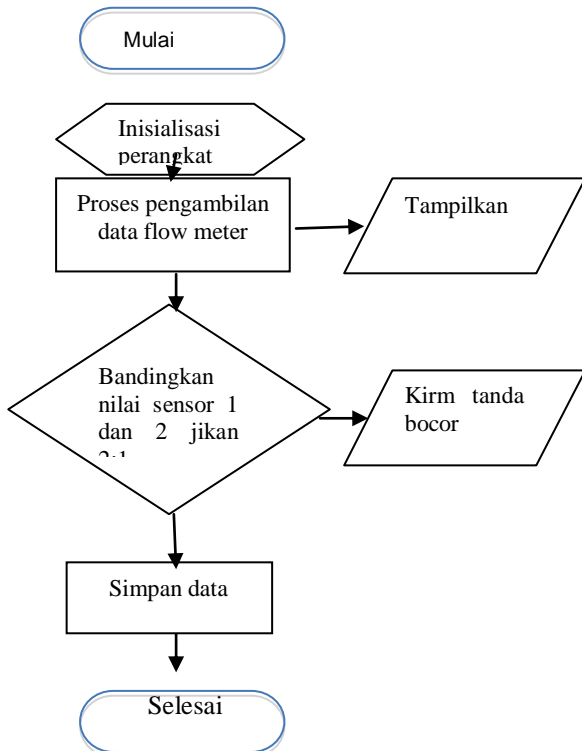 Mulai
Inisialisasi
perangkat
Proses pengambilan
data flow meter
Tampilkan
Bandingkan
nilai sensor 1
dan 2 jikan
Kirm tanda
bocor
Simpan data
Selesai